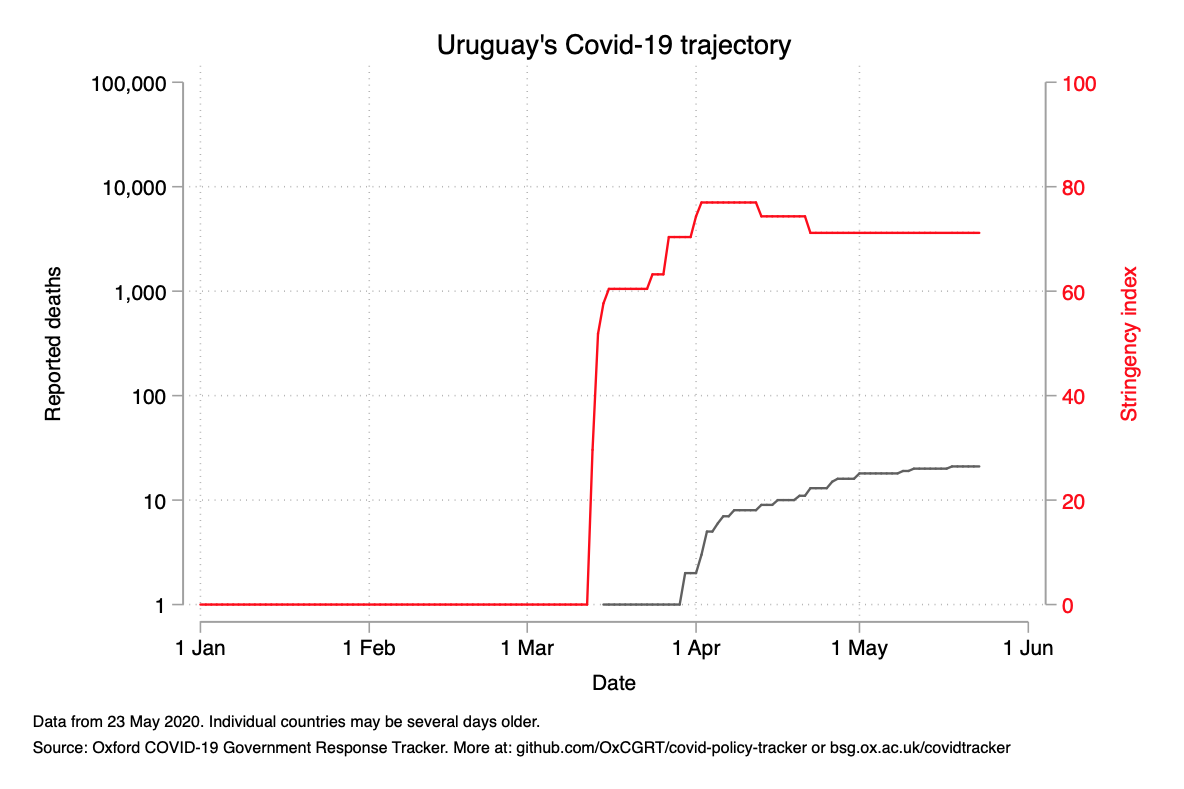 Uruguay's Covid-19 trajectory
100,000
10,000
1,000
100
10
1
Reported deaths
100
80
60
40
20
0
Stringency index
1 Jan 1 Feb 1 Mar 1 Apr 1 May 1 Jun
Date
Data from 23 May 2020. Individual countries may be several days older.
Source: Oxford COVID-19 Government Response Tracker. More at: github.com/OxCGRT/covid-policy-tracker or bsg.ox.ac.uk/covidtracker